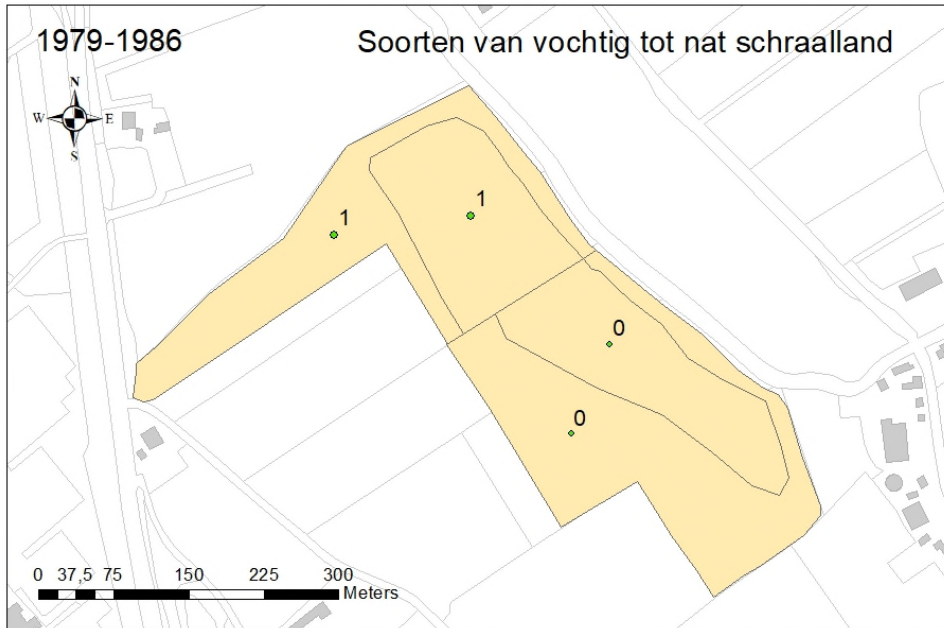 1979-1986
Soorten van vochtig tot nat schraalland
N
W E
S
1
1
0
0
0 37,5 75 150 225 300
Meters